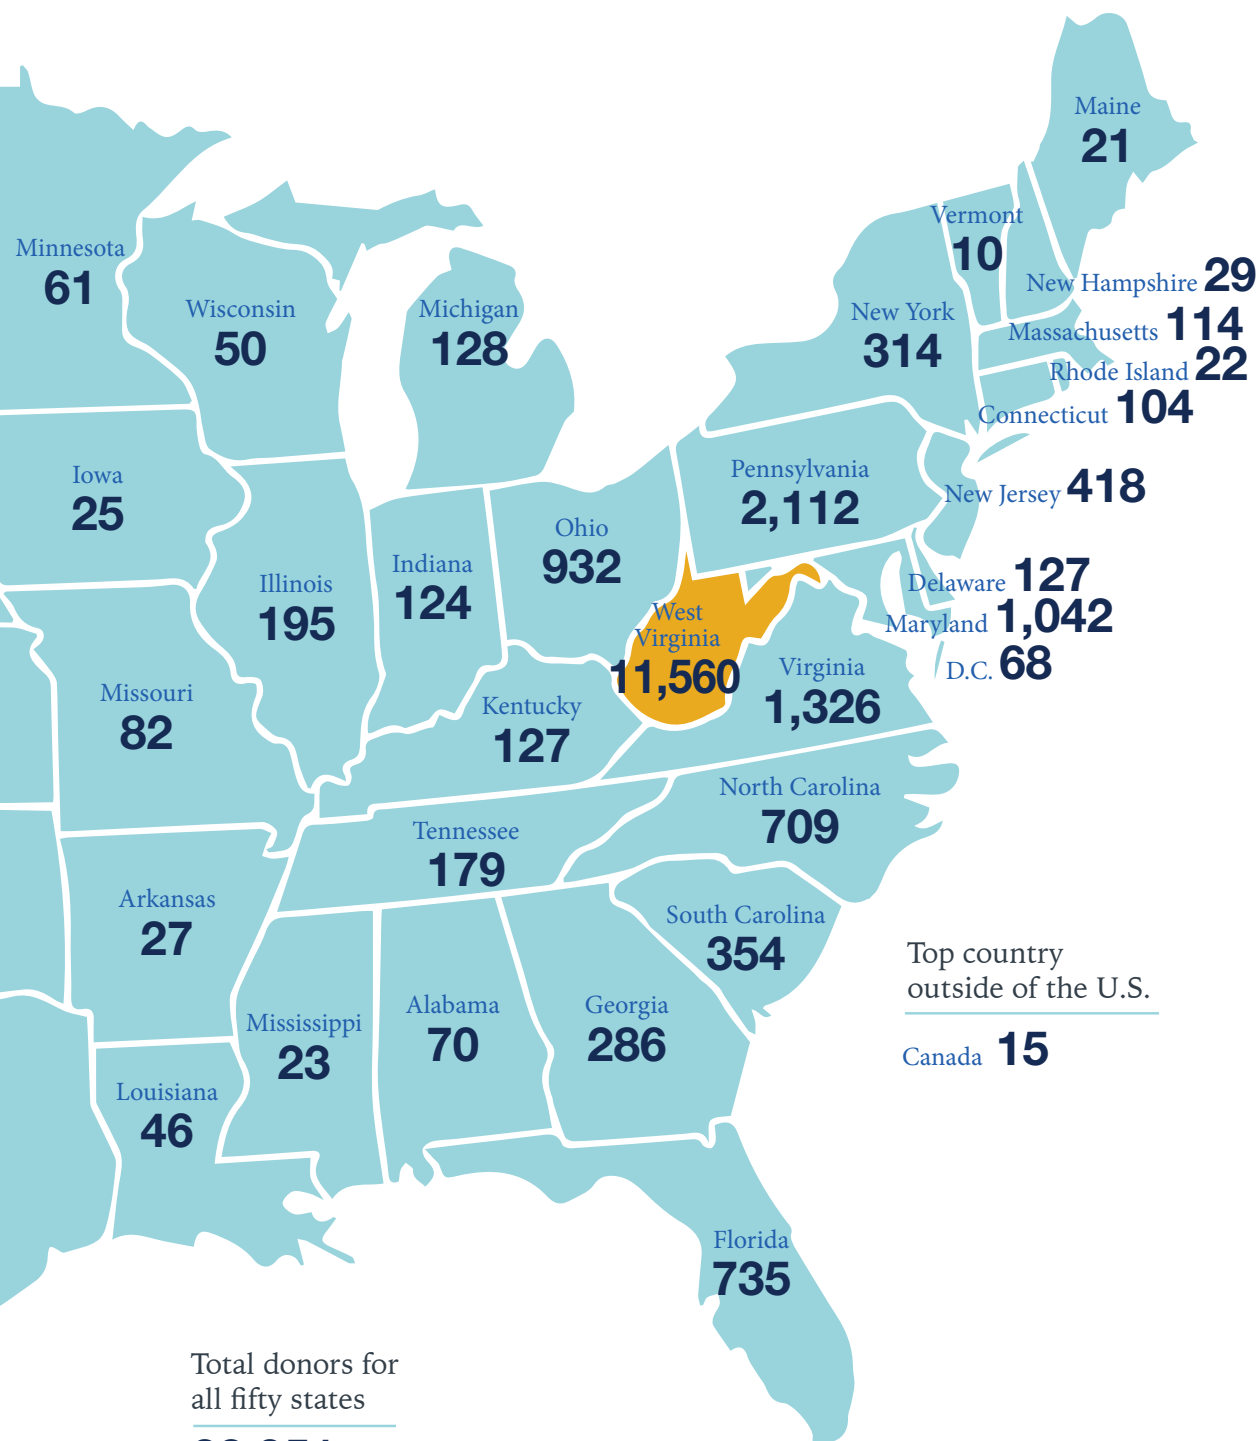 Maine
21
Vermont
10
Minnesota
61
New Hampshire 29
Wisconsin
50
Michigan
128
New York
314
Massachusetts 114
Rhode Island 22
Connecticut 104
Iowa
25
Pennsylvania
2,112
New Jersey 418
Ohio
932
Indiana
124
Illinois
195
Delaware 127
West
Virginia
11,560
Maryland 1,042
D.C. 68
Virginia
1,326
Missouri
82
Kentucky
127
North Carolina
709
Tennessee
179
Arkansas
27
South Carolina
354
Top country
outside of the U.S.
Canada 15
Mississippi
23
Alabama
70
Georgia
286
Louisiana
46
Florida
735
Total donors for
all fifty states